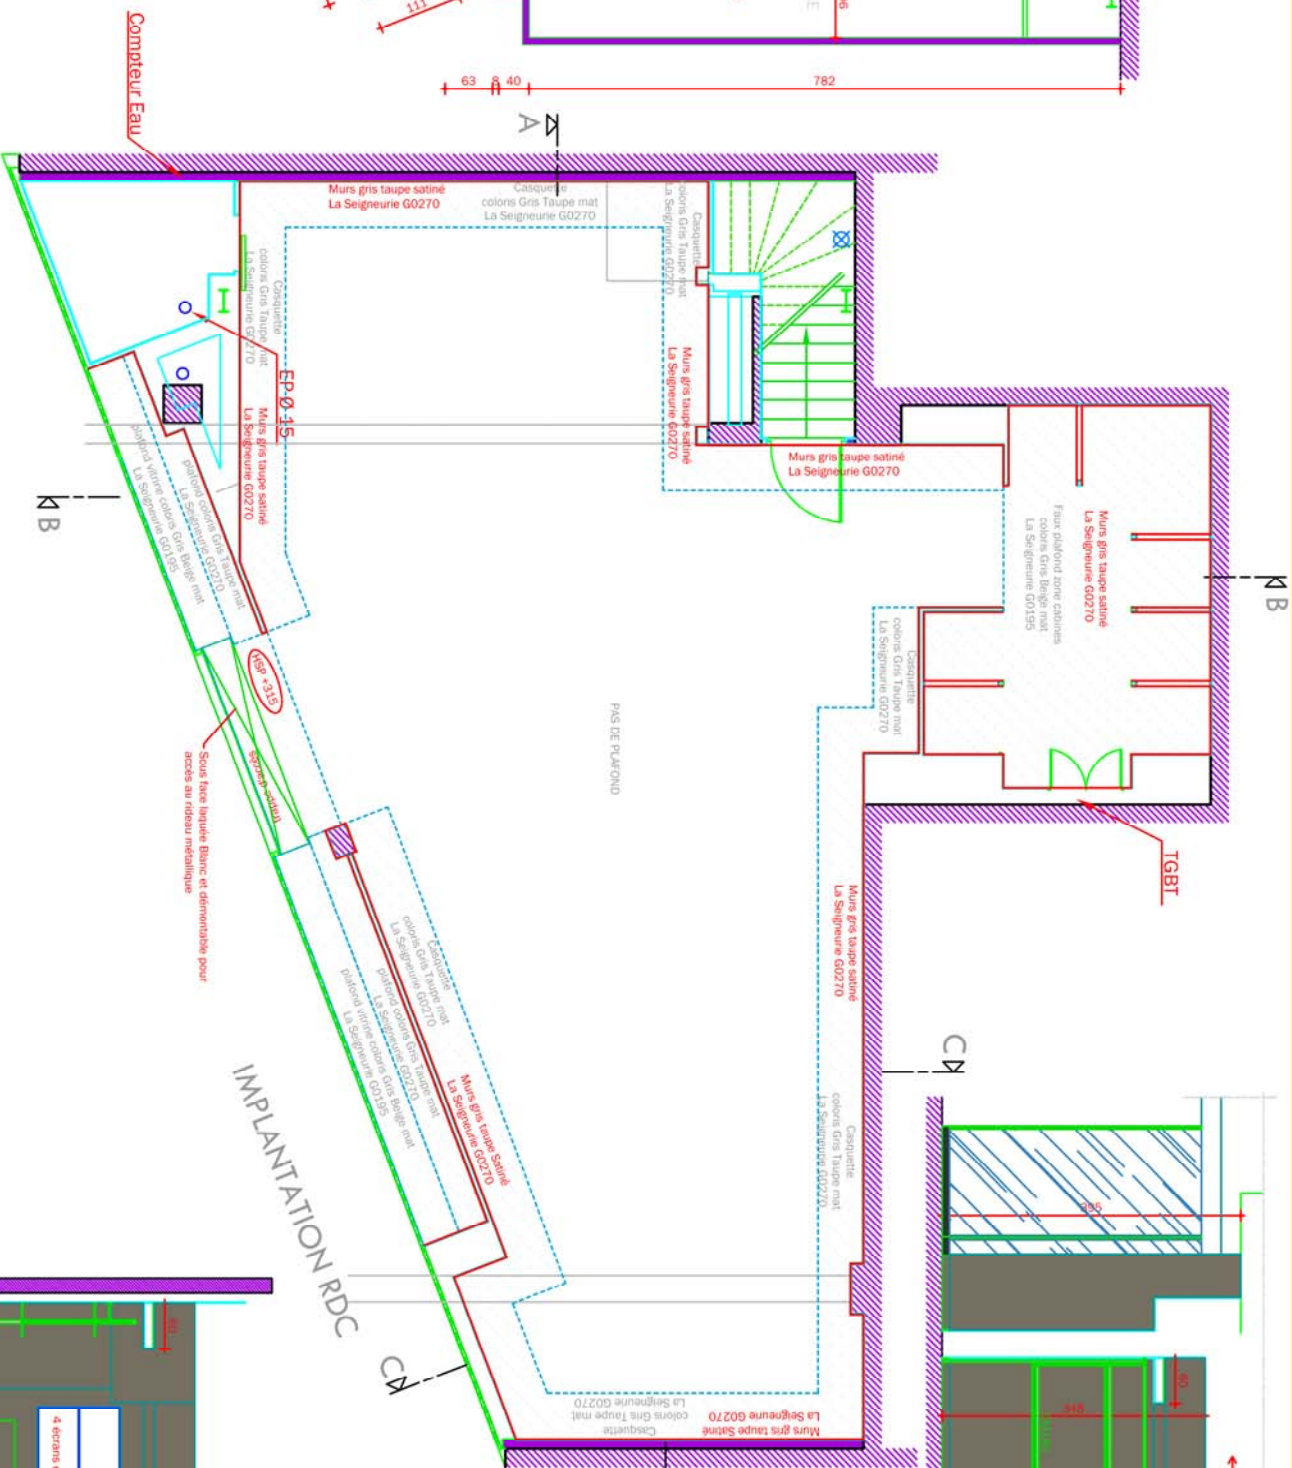 111
96
63
8
40
782
Compteur Eau
A
Murs gris taupe satiné
La Seigneurie G0270
Casquette
coloris Gris Taupe mat
La Seigneurie G0270
Casquette
coloris Gris Taupe mat
La Seigneurie G0270
Casquette
coloris Gris Taupe mat
La Seigneurie G0270
EP Ø 15
Murs gris taupe satiné
La Seigneurie G0270
Murs gris taupe satiné
La Seigneurie G0270
Murs gris taupe satiné
La Seigneurie G0270
Murs gris taupe satiné
La Seigneurie G0270
Faux plafond zone cabines
coloris Gris Beige mat
La Seigneurie G0195
B
B
plafond coloris Gris Taupe mat
La Seigneurie G0270
plafond vitrine coloris Gris Beige mat
La Seigneurie G0195
HSP +315
Casquette
coloris Gris Taupe mat
La Seigneurie G0270
PAS DE PLAFOND
Sous face laquée Blanc et démontable pour
accès au rideau métallique
TGBT
Murs gris taupe satiné
La Seigneurie G0270
Casquette
coloris Gris Taupe mat
La Seigneurie G0270
plafond coloris Gris Taupe mat
La Seigneurie G0270
plafond vitrine coloris Gris Beige mat
La Seigneurie G0195
Murs gris taupe Satiné
La Seigneurie G0270
Casquette
coloris Gris Taupe mat
La Seigneurie G0270
C
395
IMPLANTATION RDC
C
60
60
348
Casquette
coloris Gris Taupe mat
La Seigneurie G0270
Murs gris taupe Satiné
La Seigneurie G0270
4 écrans